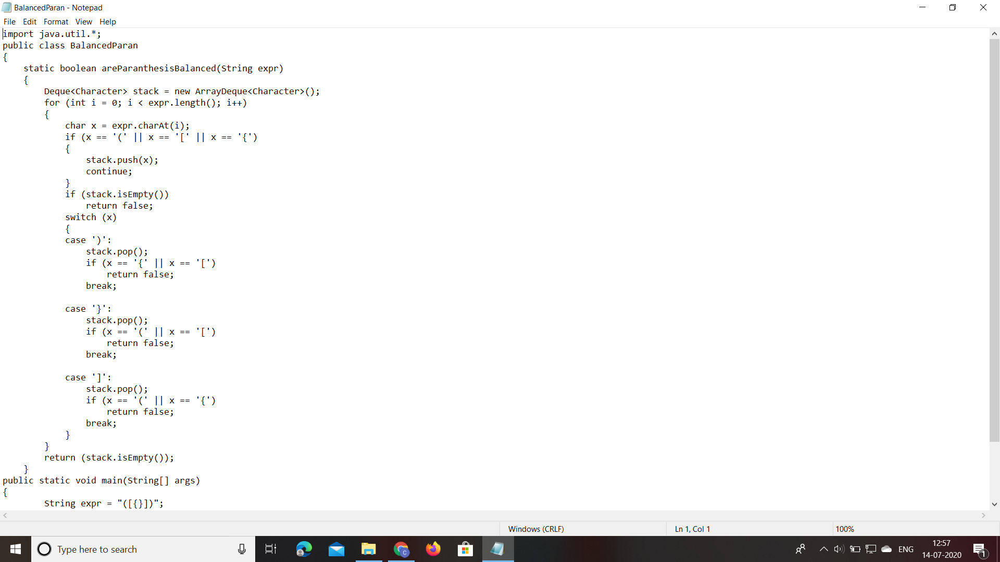 BalancedParan - Notepad
File Edit Format View Help
import java.util.*;
public class BalancedParan
{
    static boolean areParanthesisBalanced(String expr)
    {
        Deque<Character> stack = new ArrayDeque<Character>();
        for (int i = 0; i < expr.length(); i++)
        {
            char x = expr.charAt(i);
            if (x == '(' || x == '[' || x == '{')
            {
                stack.push(x);
                continue;
            }
            if (stack.isEmpty())
                return false;
            switch (x)
            {
            case ')':
                stack.pop();
                if (x == '{' || x == '[')
                    return false;
                break;

            case '}':
                stack.pop();
                if (x == '(' || x == '[')
                    return false;
                break;

            case ']':
                stack.pop();
                if (x == '(' || x == '{')
                    return false;
                break;
            }
        }
        return (stack.isEmpty());
    }
public static void main(String[] args)
{
        String expr = "([{}])";
Windows (CRLF) Ln 1, Col 1 100%
Type here to search
ENG
12:57
14-07-2020
1